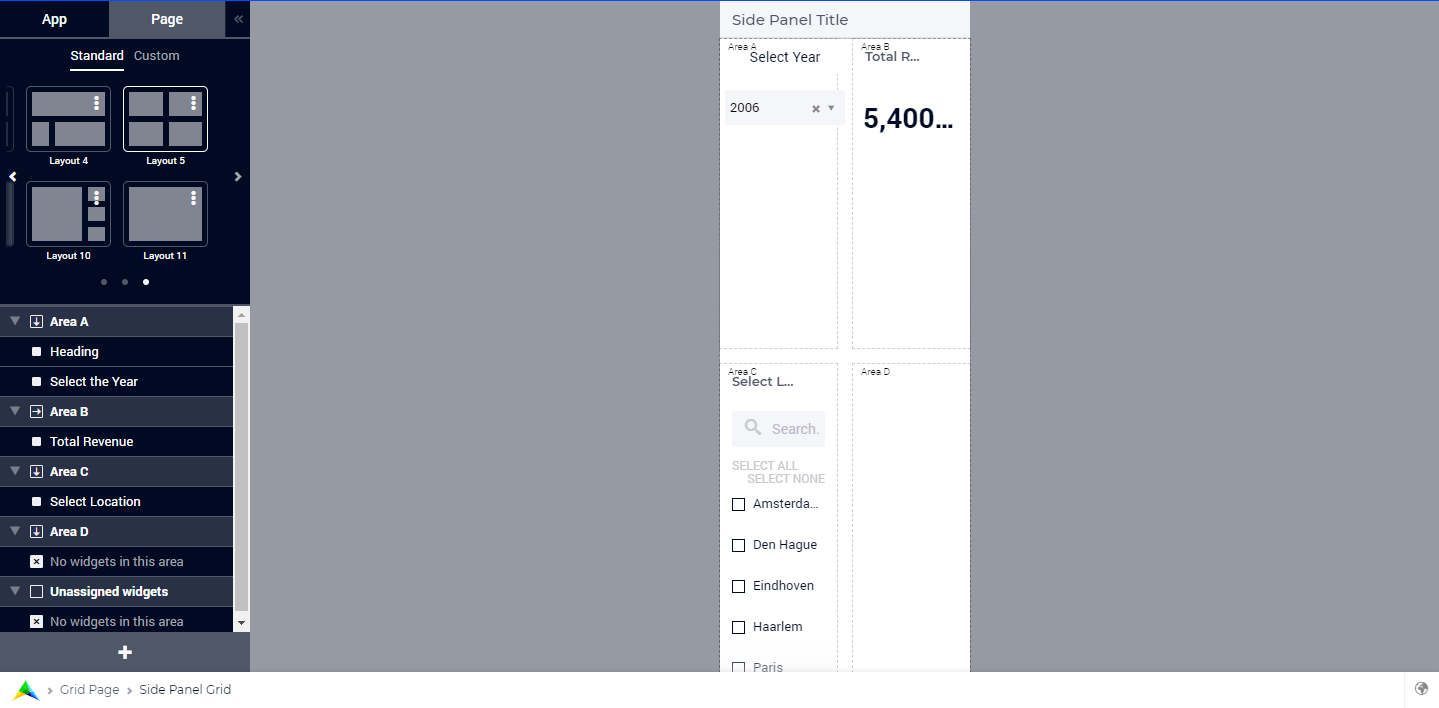 App
Page
Standard
Custom
Layout 4
Layout 5
Layout 10
Layout 11
Area A
Heading
Select the Year
Area B
Total Revenue
Area C
Select Location
Area D
No widgets in this area
Unassigned widgets
No widgets in this area
Side Panel Title
Area A
Select Year
2006
Area B
Total R...
5,400...
Area C
Select L...
Search.
SELECT ALL
SELECT NONE
Amsterda...
Den Hague
Eindhoven
Haarlem
Paris
Area D
Grid Page
Side Panel Grid